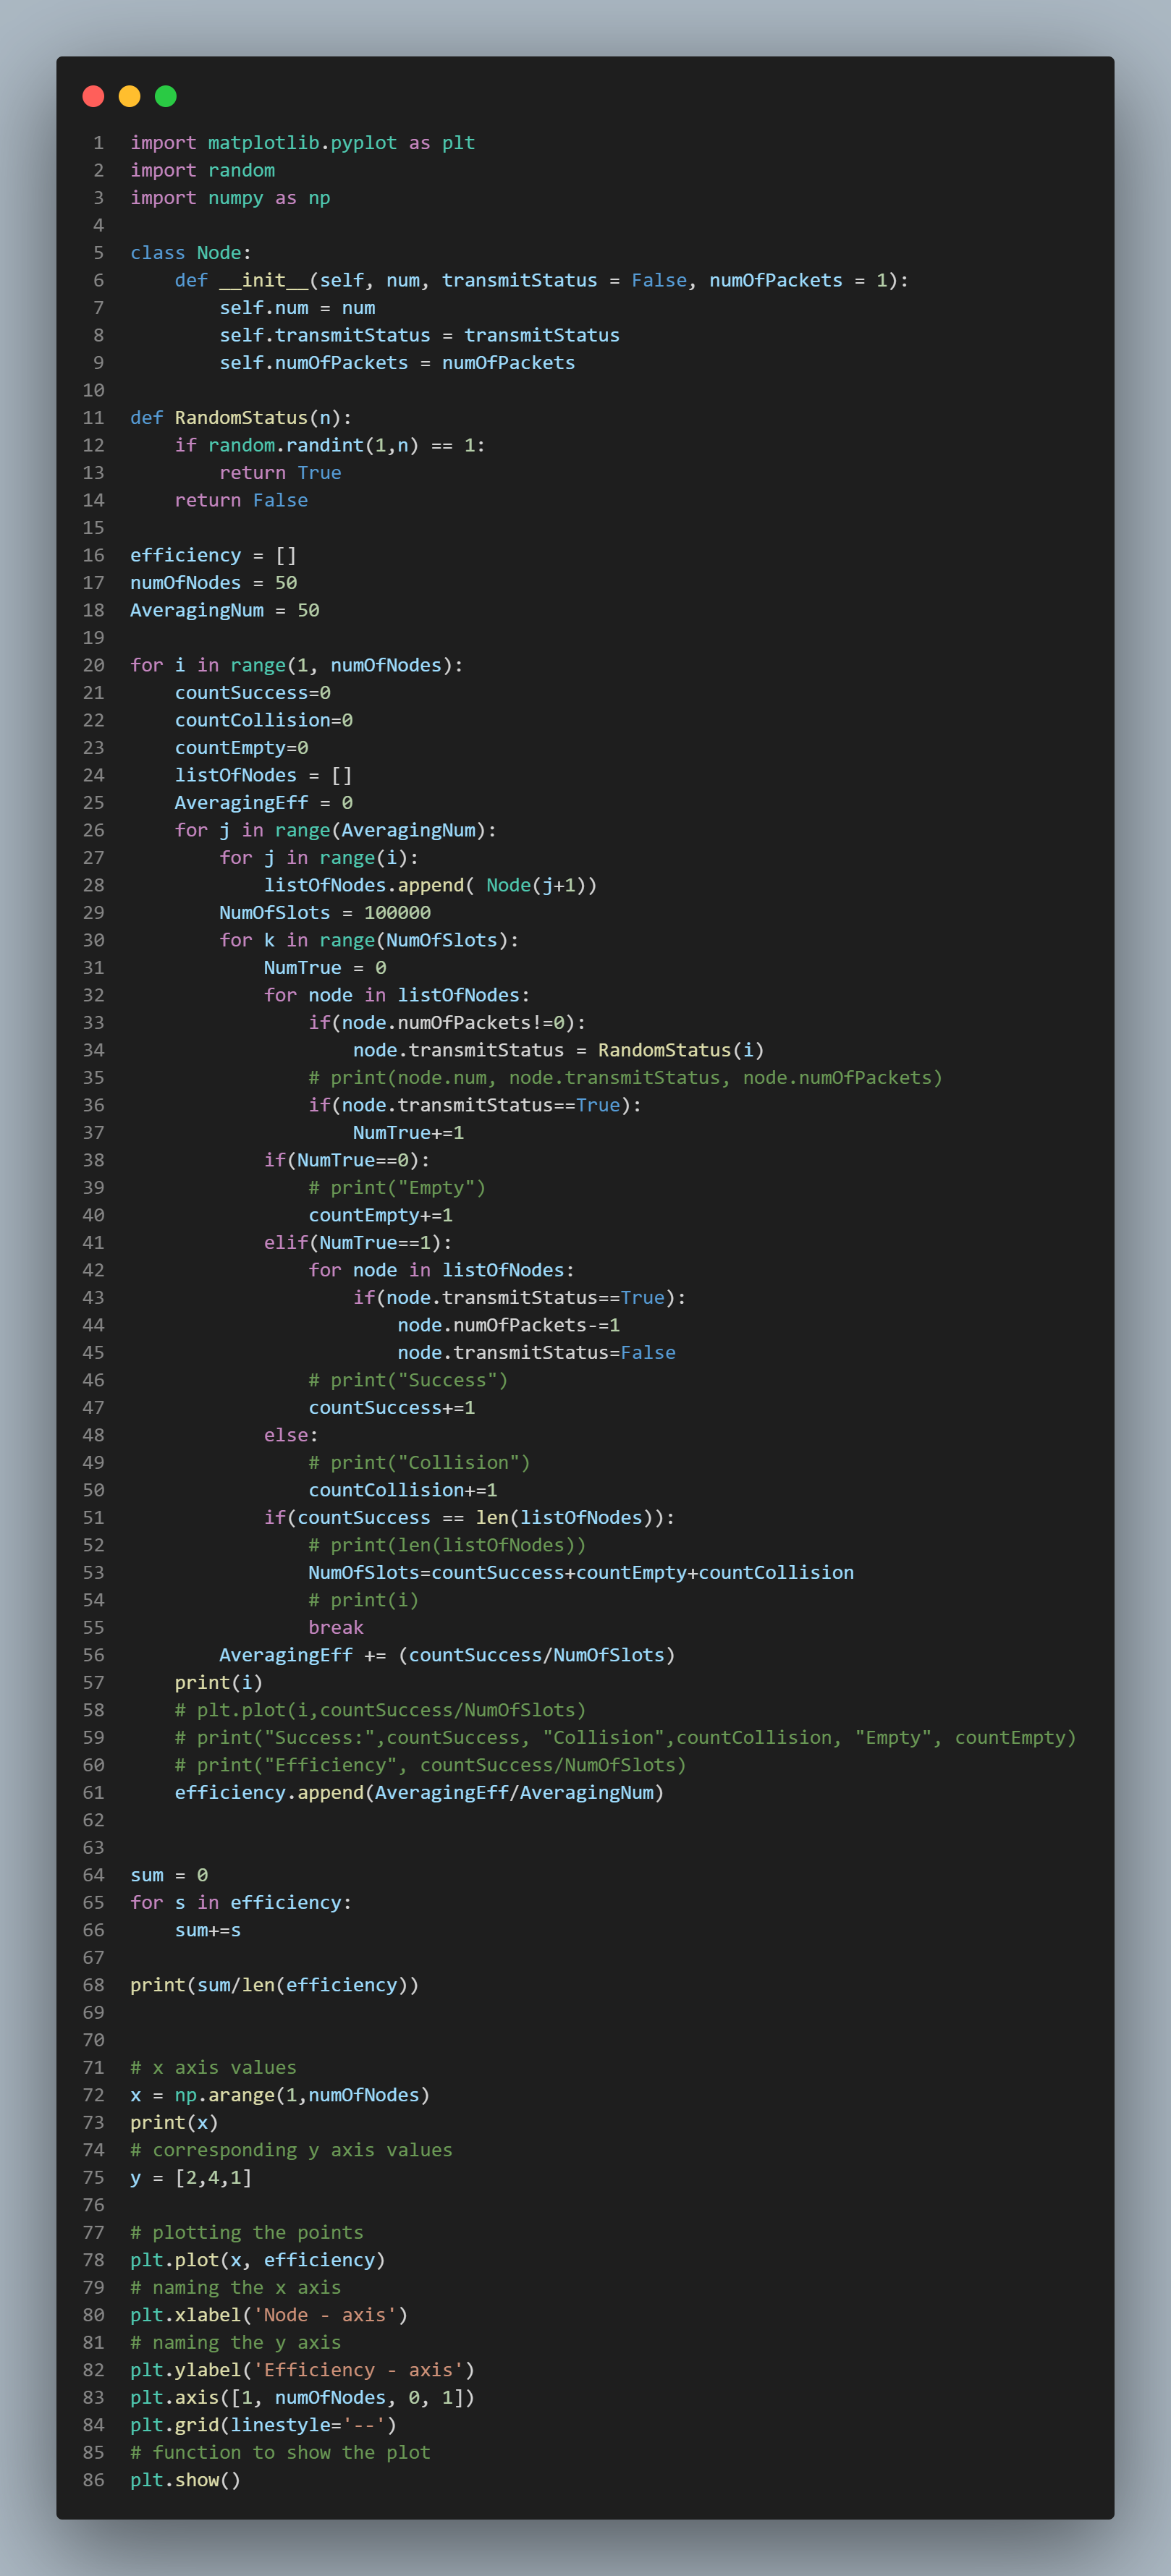 1 import matplotlib.pyplot as plt
2 import random
3 import numpy as np
4
5 class Node:
6     def __init__(self, num, transmitStatus = False, numOfPackets = 1):
7         self.num = num
8         self.transmitStatus = transmitStatus
9         self.numOfPackets = numOfPackets
10
11 def RandomStatus(n):
12     if random.randint(1,n) == 1:
13         return True
14     return False
15
16 efficiency = []
17 numOfNodes = 50
18 AveragingNum = 50
19
20 for i in range(1, numOfNodes):
21     countSuccess=0
22     countCollision=0
23     countEmpty=0
24     listOfNodes = []
25     AveragingEff = 0
26     for j in range(AveragingNum):
27         for j in range(i):
28             listOfNodes.append( Node(j+1))
29         NumOfSlots = 100000
30         for k in range(NumOfSlots):
31             NumTrue = 0
32             for node in listOfNodes:
33                 if(node.numOfPackets!=0):
34                     node.transmitStatus = RandomStatus(i)
35                 # print(node.num, node.transmitStatus, node.numOfPackets)
36                 if(node.transmitStatus==True):
37                     NumTrue+=1
38             if(NumTrue==0):
39                 # print("Empty")
40                 countEmpty+=1
41             elif(NumTrue==1):
42                 for node in listOfNodes:
43                     if(node.transmitStatus==True):
44                         node.numOfPackets-=1
45                         node.transmitStatus=False
46                 # print("Success")
47                 countSuccess+=1
48             else:
49                 # print("Collision")
50                 countCollision+=1
51             if(countSuccess == len(listOfNodes)):
52                 # print(len(listOfNodes))
53                 NumOfSlots=countSuccess+countEmpty+countCollision
54                 # print(i)
55                 break
56         AveragingEff += (countSuccess/NumOfSlots)
57     print(i)
58     # plt.plot(i,countSuccess/NumOfSlots)
59     # print("Success:",countSuccess, "Collision",countCollision, "Empty", countEmpty)
60     # print("Efficiency", countSuccess/NumOfSlots)
61     efficiency.append(AveragingEff/AveragingNum)
62
63
64 sum = 0
65 for s in efficiency:
66     sum+=s
67
68 print(sum/len(efficiency))
69
70
71 # x axis values
72 x = np.arange(1,numOfNodes)
73 print(x)
74 # corresponding y axis values
75 y = [2,4,1]
76
77 # plotting the points
78 plt.plot(x, efficiency)
79 # naming the x axis
80 plt.xlabel('Node - axis')
81 # naming the y axis
82 plt.ylabel('Efficiency - axis')
83 plt.axis([1, numOfNodes, 0, 1])
84 plt.grid(linestyle='--')
85 # function to show the plot
86 plt.show()